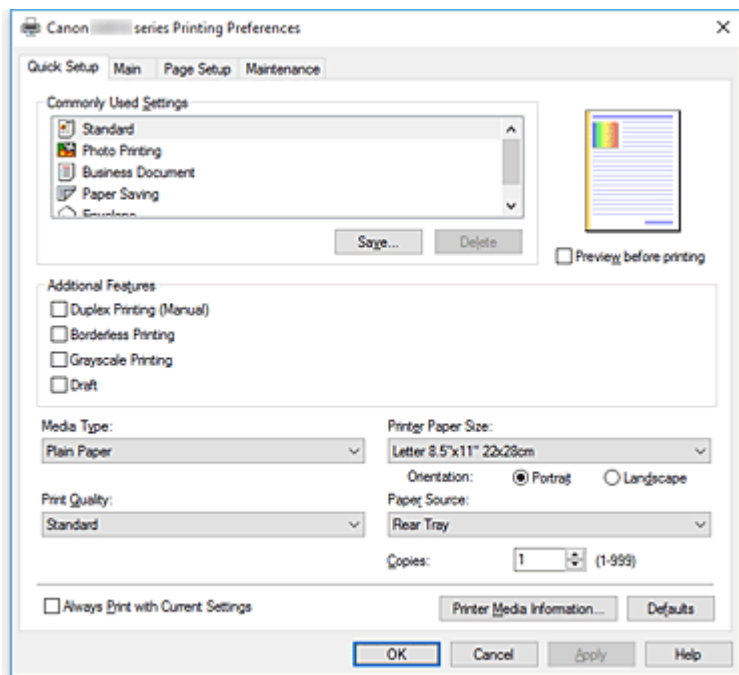 Canon series Printing Preferences
Quick Setup Main Page Setup Maintenance
Commonly Used Settings
Standard
Photo Printing
Business Document
Paper Saving
Envelope
Save... Delete
Preview before printing
Additional Features
Duplex Printing (Manual)
Borderless Printing
Grayscale Printing
Draft
Media Type: Printer Paper Size:
Plain Paper Letter 8.5"x11" 22x28cm
Orientation: Portrait Landscape
Print Quality: Paper Source:
Standard Rear Tray
Copies: 1 (1-999)
Always Print with Current Settings Printer Media Information... Defaults
OK Cancel Apply Help